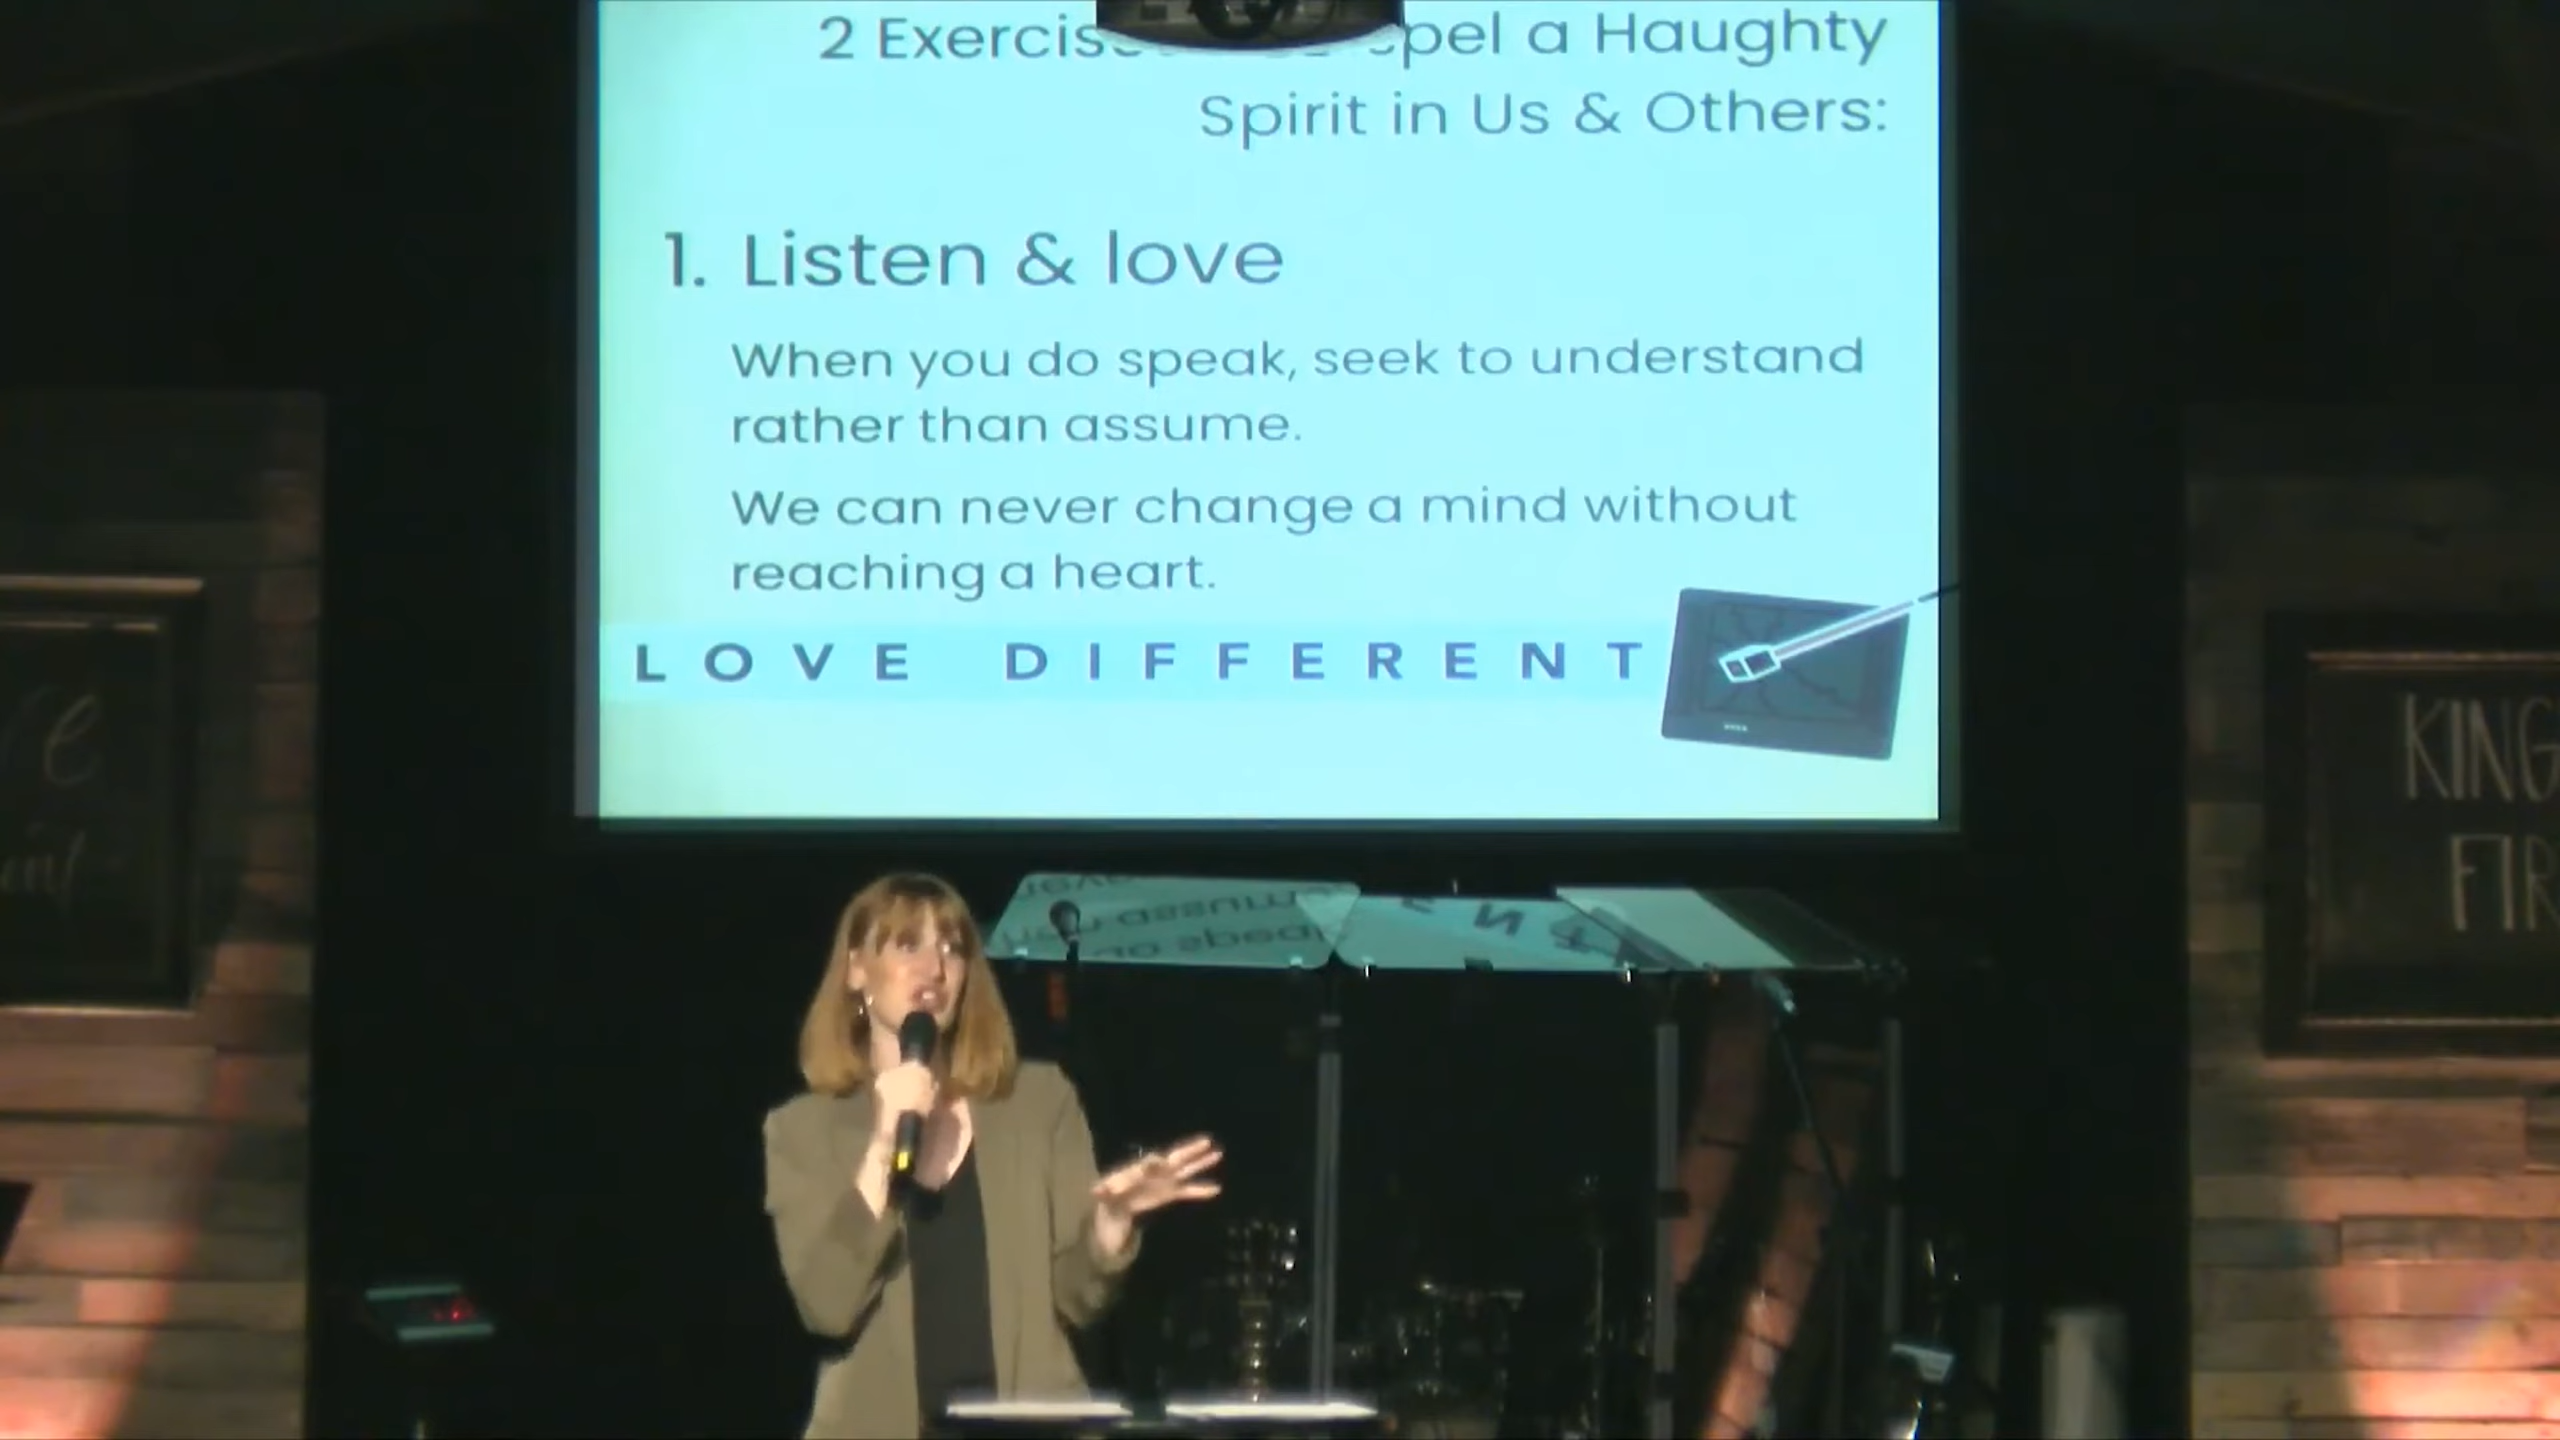 2 Exercis pel a Haughty
Spirit in Us & Others:
1. Listen & love
When you do speak, seek to understand
rather than assume.
We can never change a mind without
reaching a heart.
LOVE DIFFERENT
KING
FIR